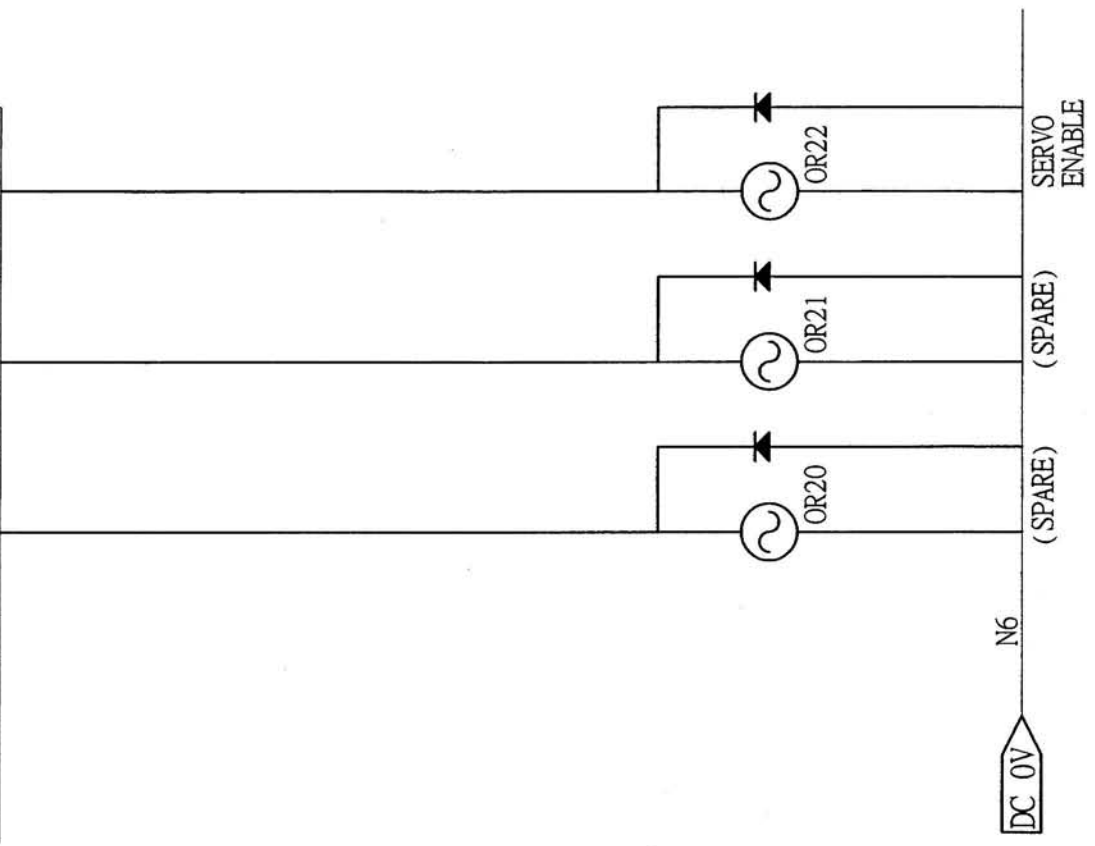 OR20
OR21
OR22
N6
DC 0V
(SPARE)
(SPARE)
SERVO
ENABLE